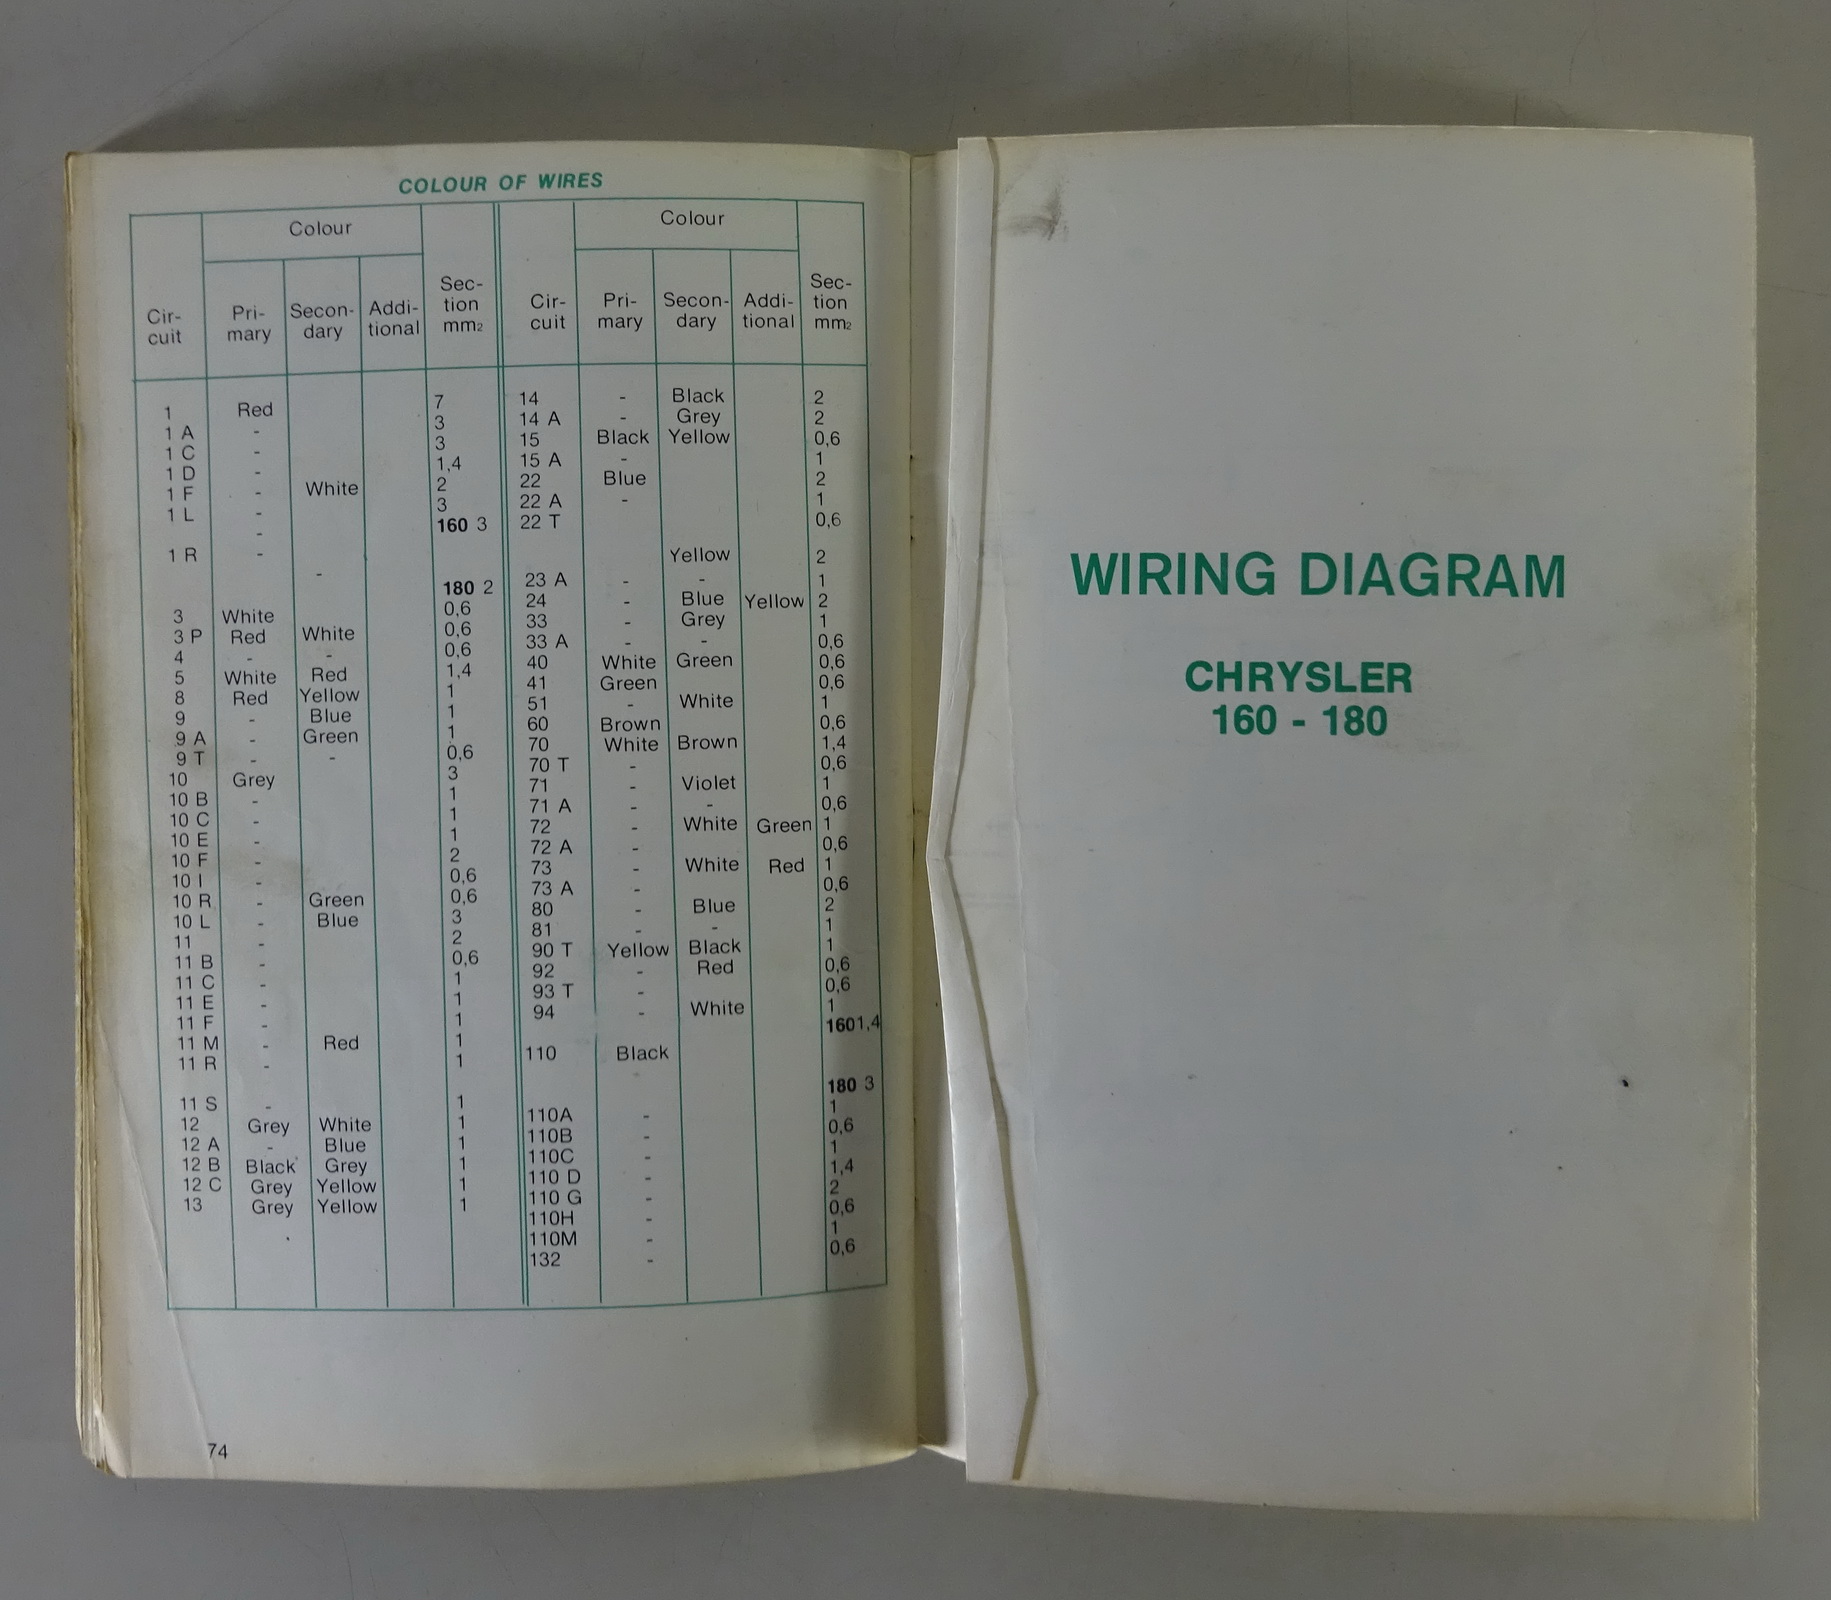 COLOUR OF WIRES
Colour Colour
Cir-cuit Pri-mary Secon-dary Addi-tional Sec-tion mm2 Cir-cuit Pri-mary Secon-dary Addi-tional Sec-tion mm2
1 Red 7 14 - Black 2
1 A - 3 14 A - Grey 2
1 C - 3 15 Black Yellow 0,6
1 D - 1,4 15 A - 1
1 F - White 2 22 Blue 2
1 L - 3 22 A - 1
- 160 3 22 T 0,6
1 R - Yellow 2
- 180 2 23 A - - 1
3 White 0,6 24 - Blue Yellow 2
3 P Red White 0,6 33 - Grey 1
4 - - 0,6 33 A - - 0,6
5 White Red 1,4 40 White Green 0,6
8 Red Yellow 1 41 Green 0,6
9 - Blue 1 51 - White 1
9 A - Green 1 60 Brown 0,6
9 T - - 0,6 70 White Brown 1,4
10 Grey 3 70 T - 0,6
10 B - 1 71 - Violet 1
10 C - 1 71 A - - 0,6
10 E - 1 72 - White Green 1
10 F - 2 72 A - 0,6
10 I - 0,6 73 - White Red 1
10 R - Green 0,6 73 A - 0,6
10 L - Blue 3 80 - Blue 2
11 - 2 81 - - 1
11 B - 0,6 90 T Yellow Black 1
11 C - 1 92 - Red 0,6
11 E - 1 93 T - 0,6
11 F - 1 94 - White 1
11 M - Red 1 160 1,4
11 R - 1 110 Black
180 3
11 S - 1 110A - 1
12 Grey White 1 110B - 0,6
12 A - Blue 1 110C - 1
12 B Black Grey 1 110 D - 1,4
12 C Grey Yellow 1 110 G - 2
13 Grey Yellow 1 110H - 0,6
110M - 1
132 - 0,6
74
WIRING DIAGRAM
CHRYSLER
160 - 180